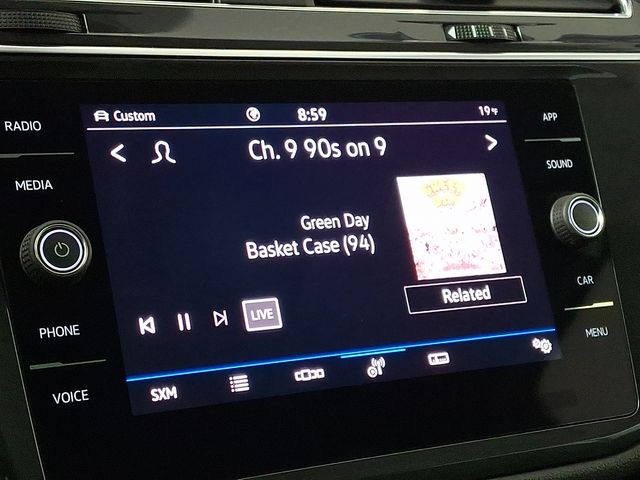 RADIO
MEDIA
PHONE
VOICE
Custom
8:59
19°F
Ch. 9 90s on 9
Green Day
Basket Case (94)
Related
LIVE
SXM
APP
SOUND
CAR
MENU